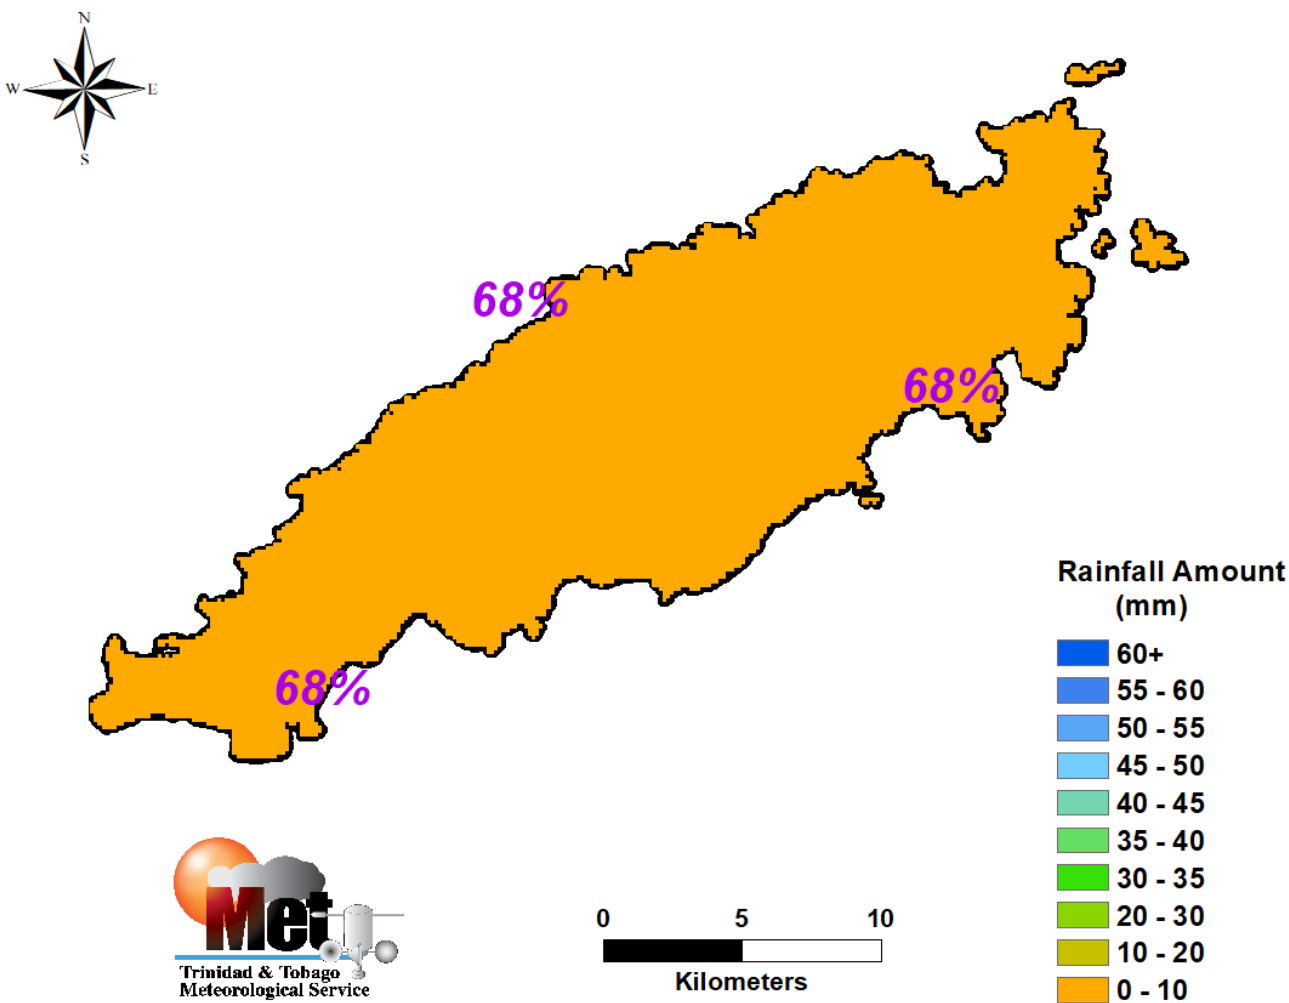 N
W
E
S
68%
68%
68%
Rainfall Amount
(mm)
60+
55 - 60
50 - 55
45 - 50
40 - 45
35 - 40
30 - 35
20 - 30
10 - 20
0 - 10
Met
Trinidad & Tobago
Meteorological Service
0 5 10
Kilometers